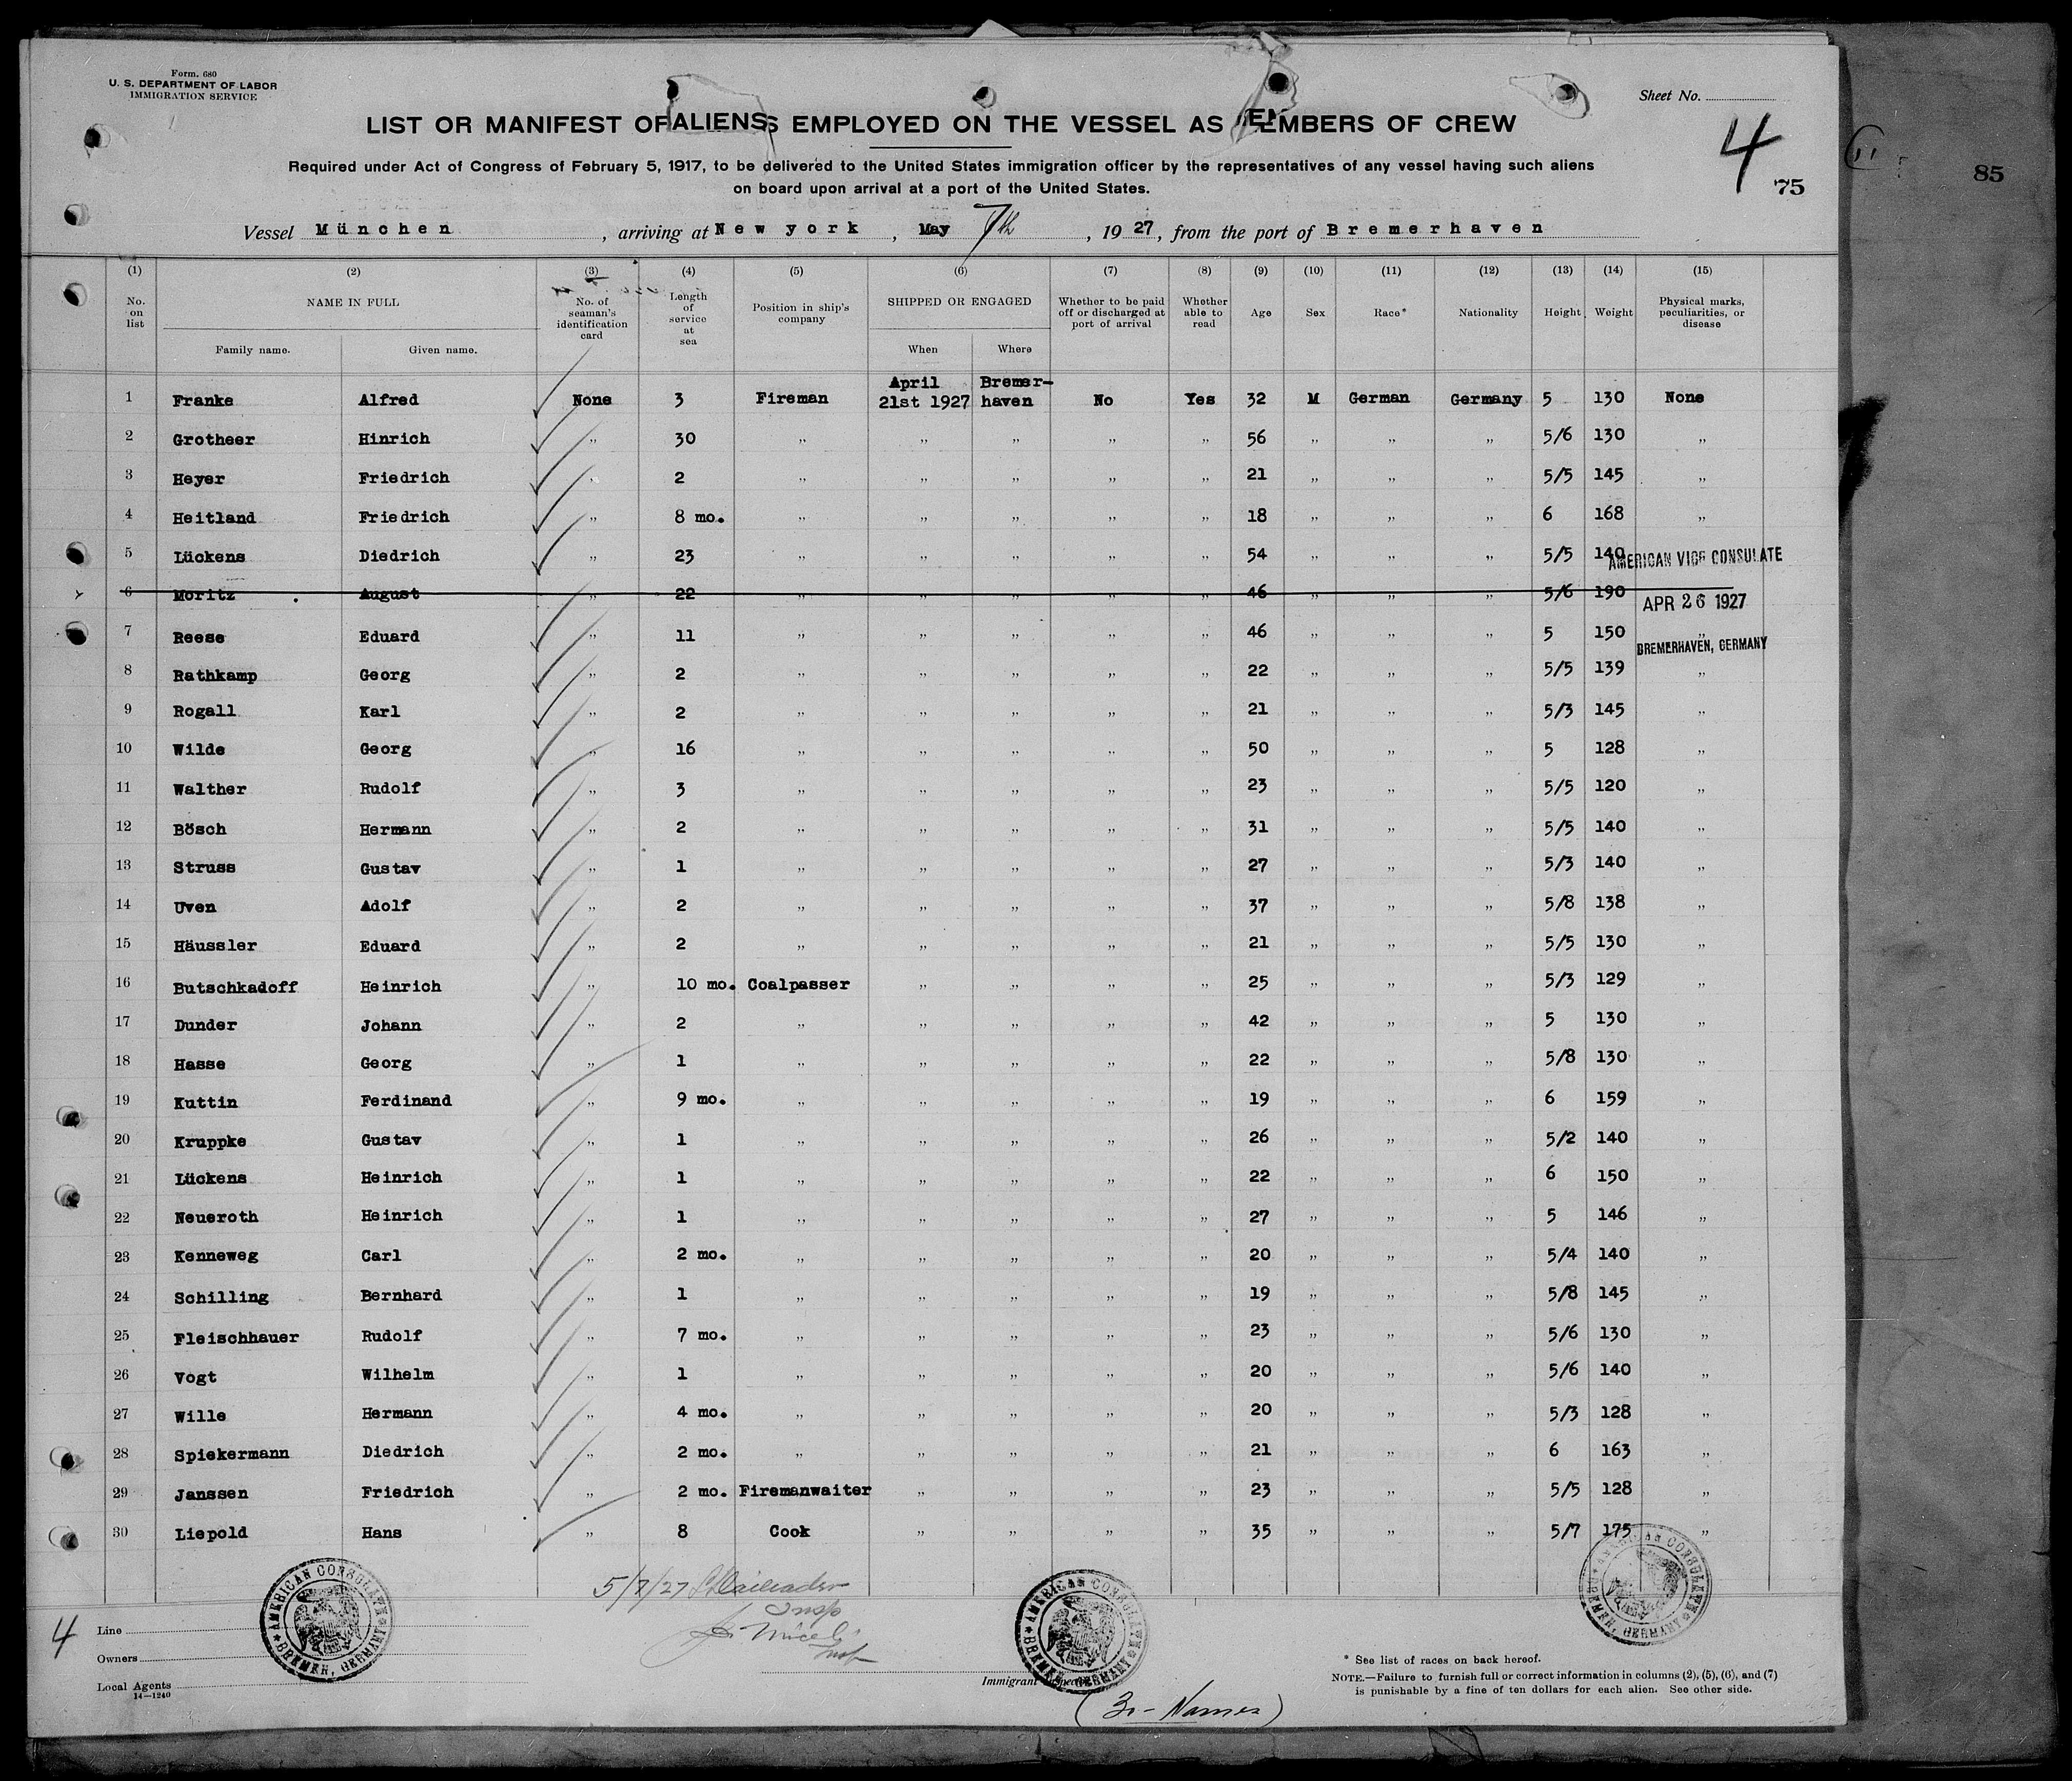 Form. 680
U. S. DEPARTMENT OF LABOR
IMMIGRATION SERVICE
Sheet No.
4
75
85
LIST OR MANIFEST OF ALIENS EMPLOYED ON THE VESSEL AS MEMBERS OF CREW
Required under Act of Congress of February 5, 1917, to be delivered to the United States immigration officer by the representatives of any vessel having such aliens
on board upon arrival at a port of the United States.
Vessel München, arriving at New york, May 7th, 1927, from the port of Bremerhaven
(1) (2) (3) (4) (5) (6) (7) (8) (9) (10) (11) (12) (13) (14) (15)
No. on list NAME IN FULL Family name. Given name. No. of seaman's identification card Length of service at sea Position in ship's company SHIPPED OR ENGAGED When Where Whether to be paid off or discharged at port of arrival Whether able to read Age Sex Race* Nationality Height Weight Physical marks, peculiarities, or disease
1 Franke Alfred None 3 Fireman April 21st 1927 Bremer-haven No Yes 32 M German Germany 5 130 None
2 Grotheer Hinrich „ 30 „ „ „ „ „ 56 „ „ „ 5/6 130 „
3 Heyer Friedrich „ 2 „ „ „ „ „ 21 „ „ „ 5/5 145 „
4 Heitland Friedrich „ 8 mo. „ „ „ „ „ 18 „ „ „ 6 168 „
5 Lückens Diedrich „ 23 „ „ „ „ „ 54 „ „ „ 5/5 140
AMERICAN VICE CONSULATE
6 Moritz August „ 22 „ „ „ „ „ 46 „ „ „ 5/6 190
APR 26 1927
7 Reese Eduard „ 11 „ „ „ „ „ 46 „ „ „ 5 150 „
BREMERHAVEN, GERMANY
8 Rathkamp Georg „ 2 „ „ „ „ „ 22 „ „ „ 5/5 139 „
9 Rogall Karl „ 2 „ „ „ „ „ 21 „ „ „ 5/3 145 „
10 Wilde Georg „ 16 „ „ „ „ „ 50 „ „ „ 5 128 „
11 Walther Rudolf „ 3 „ „ „ „ „ 23 „ „ „ 5/5 120 „
12 Bösch Hermann „ 2 „ „ „ „ „ 31 „ „ „ 5/5 140 „
13 Struss Gustav „ 1 „ „ „ „ „ 27 „ „ „ 5/3 140 „
14 Uven Adolf „ 2 „ „ „ „ „ 37 „ „ „ 5/8 138 „
15 Häussler Eduard „ 2 „ „ „ „ „ 21 „ „ „ 5/5 130 „
16 Butschkadoff Heinrich „ 10 mo. Coalpasser „ „ „ „ 25 „ „ „ 5/3 129 „
17 Dunder Johann „ 2 „ „ „ „ „ 42 „ „ „ 5 130 „
18 Hasse Georg „ 1 „ „ „ „ „ 22 „ „ „ 5/8 130 „
19 Kuttin Ferdinand „ 9 mo. „ „ „ „ „ 19 „ „ „ 6 159 „
20 Kruppke Gustav „ 1 „ „ „ „ „ 26 „ „ „ 5/2 140 „
21 Lückens Heinrich „ 1 „ „ „ „ „ 22 „ „ „ 6 150 „
22 Neueroth Heinrich „ 1 „ „ „ „ „ 27 „ „ „ 5 146 „
23 Kenneweg Carl „ 2 mo. „ „ „ „ „ 20 „ „ „ 5/4 140 „
24 Schilling Bernhard „ 1 „ „ „ „ „ 19 „ „ „ 5/8 145 „
25 Fleischhauer Rudolf „ 7 mo. „ „ „ „ „ 23 „ „ „ 5/6 130 „
26 Vogt Wilhelm „ 1 „ „ „ „ „ 20 „ „ „ 5/6 140 „
27 Wille Hermann „ 4 mo. „ „ „ „ „ 20 „ „ „ 5/3 128 „
28 Spiekermann Diedrich „ 2 mo. „ „ „ „ „ 21 „ „ „ 6 163 „
29 Janssen Friedrich „ 2 mo. Firemanwaiter „ „ „ „ 23 „ „ „ 5/5 128 „
30 Liepold Hans „ 8 Cook „ „ „ „ 35 „ „ „ 5/7 175 „
AMERICAN CONSULATE BREMEN, GERMANY
AMERICAN CONSULATE BREMEN, GERMANY
AMERICAN CONSULATE BREMEN, GERMANY
5/7/27
Insp
Insp
4
Line
Owners
Local Agents
14—1240
Immigrant
(30 - Names)
* See list of races on back hereof.
NOTE.—Failure to furnish full or correct information in columns (2), (5), (6), and (7)
is punishable by a fine of ten dollars for each alien. See other side.